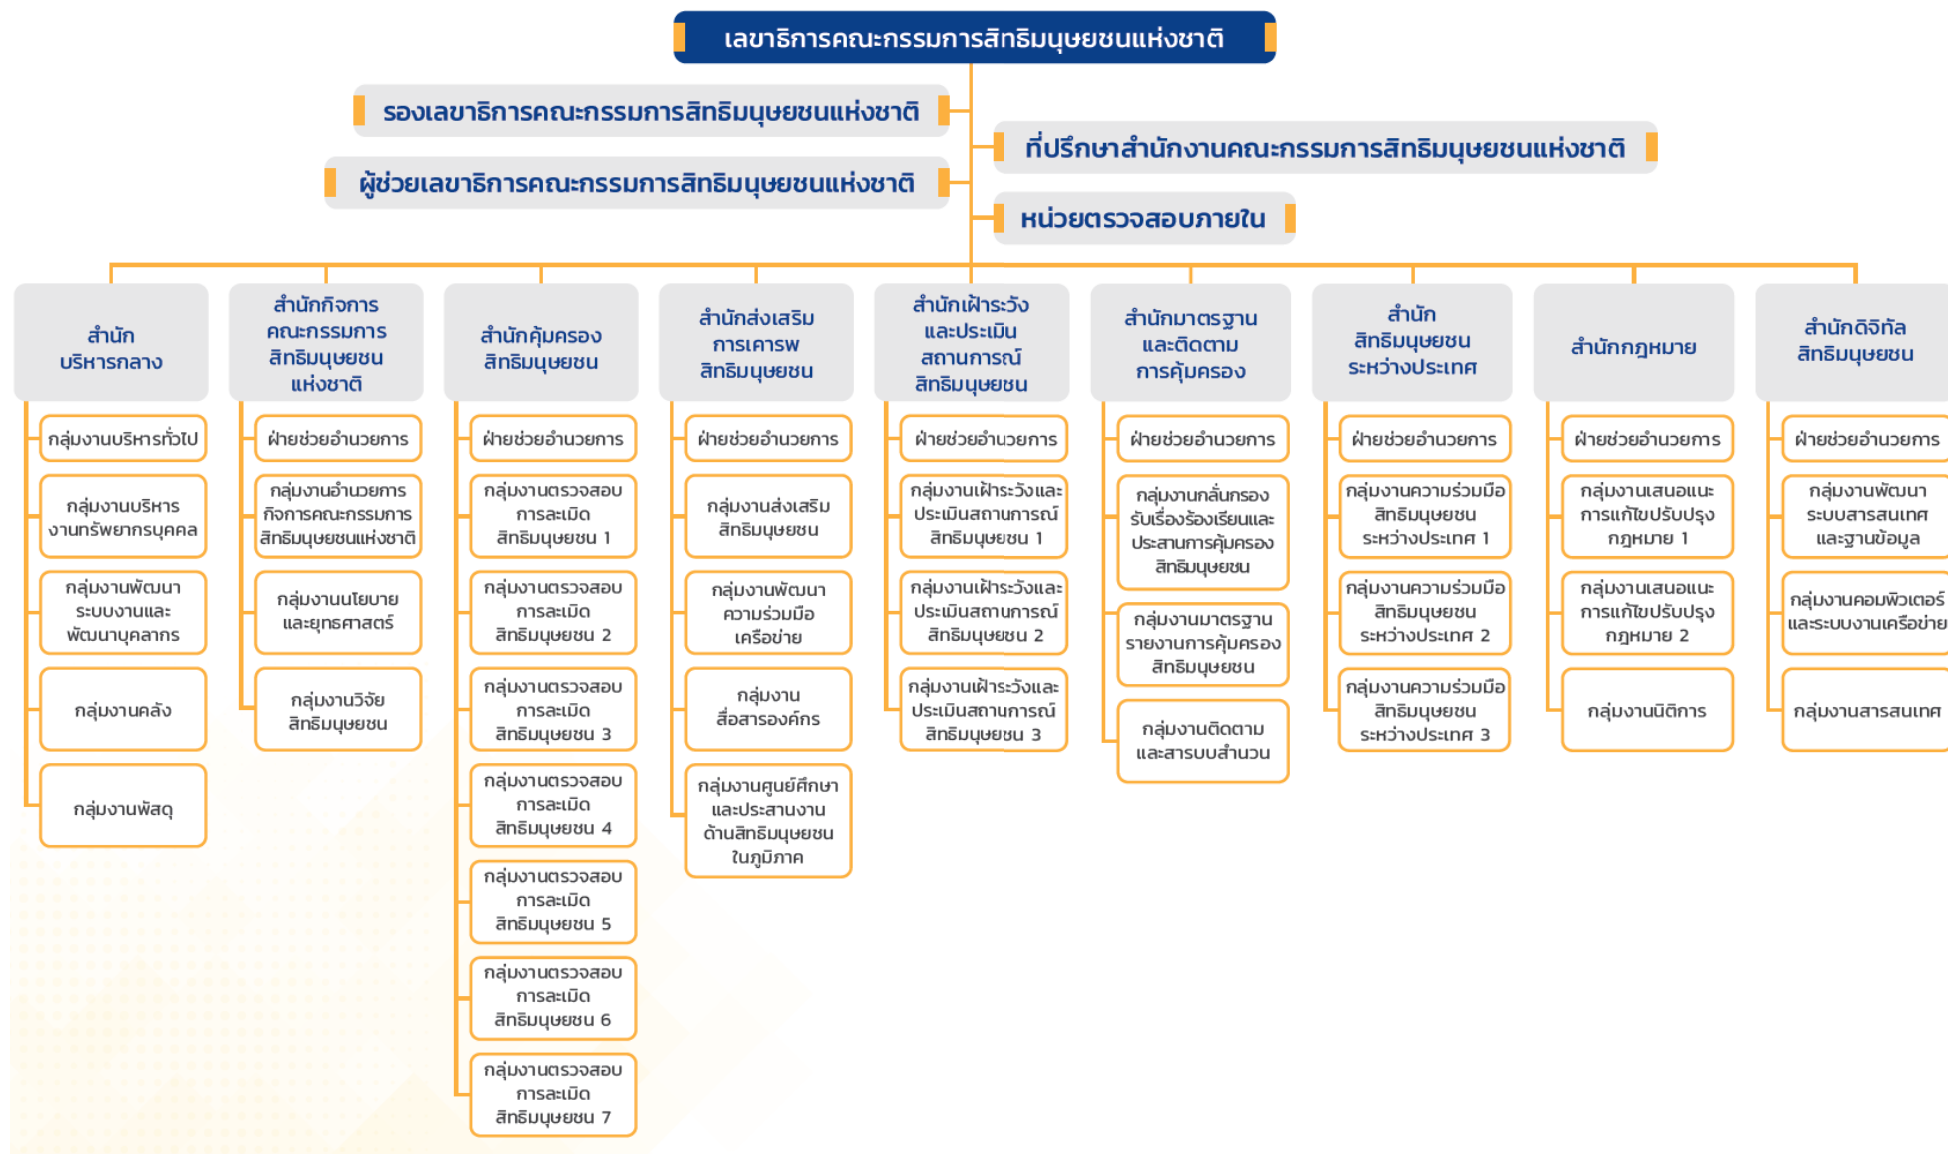 เลขาธิการคณะกรรมการสิทธิมนุษยชนแห่งชาติ
รองเลขาธิการคณะกรรมการสิทธิมนุษยชนแห่งชาติ
ที่ปรึกษาสำนักงานคณะกรรมการสิทธิมนุษยชนแห่งชาติ
ผู้ช่วยเลขาธิการคณะกรรมการสิทธิมนุษยชนแห่งชาติ
หน่วยตรวจสอบภายใน
สำนัก
บริหารกลาง
กลุ่มงานบริหารทั่วไป
กลุ่มงานบริหาร
งานทรัพยากรบุคคล
กลุ่มงานพัฒนา
ระบบงานและ
พัฒนาบุคลากร
กลุ่มงานคลัง
กลุ่มงานพัสดุ
สำนักกิจการ
คณะกรรมการ
สิทธิมนุษยชน
แห่งชาติ
ฝ่ายช่วยอำนวยการ
กลุ่มงานอำนวยการ
กิจการคณะกรรมการ
สิทธิมนุษยชนแห่งชาติ
กลุ่มงานนโยบาย
และยุทธศาสตร์
กลุ่มงานวิจัย
สิทธิมนุษยชน
สำนักคุ้มครอง
สิทธิมนุษยชน
ฝ่ายช่วยอำนวยการ
กลุ่มงานตรวจสอบ
การละเมิด
สิทธิมนุษยชน 1
กลุ่มงานตรวจสอบ
การละเมิด
สิทธิมนุษยชน 2
กลุ่มงานตรวจสอบ
การละเมิด
สิทธิมนุษยชน 3
กลุ่มงานตรวจสอบ
การละเมิด
สิทธิมนุษยชน 4
กลุ่มงานตรวจสอบ
การละเมิด
สิทธิมนุษยชน 5
กลุ่มงานตรวจสอบ
การละเมิด
สิทธิมนุษยชน 6
กลุ่มงานตรวจสอบ
การละเมิด
สิทธิมนุษยชน 7
สำนักส่งเสริม
การเคารพ
สิทธิมนุษยชน
ฝ่ายช่วยอำนวยการ
กลุ่มงานส่งเสริม
สิทธิมนุษยชน
กลุ่มงานพัฒนา
ความร่วมมือ
เครือข่าย
กลุ่มงาน
สื่อสารองค์กร
กลุ่มงานศูนย์ศึกษา
และประสานงาน
ด้านสิทธิมนุษยชน
ในภูมิภาค
สำนักเฝ้าระวัง
และประเมิน
สถานการณ์
สิทธิมนุษยชน
ฝ่ายช่วยอำนวยการ
กลุ่มงานเฝ้าระวังและ
ประเมินสถานการณ์
สิทธิมนุษยชน 1
กลุ่มงานเฝ้าระวังและ
ประเมินสถานการณ์
สิทธิมนุษยชน 2
กลุ่มงานเฝ้าระวังและ
ประเมินสถานการณ์
สิทธิมนุษยชน 3
สำนักมาตรฐาน
และติดตาม
การคุ้มครอง
ฝ่ายช่วยอำนวยการ
กลุ่มงานกลั่นกรอง
รับเรื่องร้องเรียนและ
ประสานการคุ้มครอง
สิทธิมนุษยชน
กลุ่มงานมาตรฐาน
รายงานการคุ้มครอง
สิทธิมนุษยชน
กลุ่มงานติดตาม
และสารบบสำนวน
สำนัก
สิทธิมนุษยชน
ระหว่างประเทศ
ฝ่ายช่วยอำนวยการ
กลุ่มงานความร่วมมือ
สิทธิมนุษยชน
ระหว่างประเทศ 1
กลุ่มงานความร่วมมือ
สิทธิมนุษยชน
ระหว่างประเทศ 2
กลุ่มงานความร่วมมือ
สิทธิมนุษยชน
ระหว่างประเทศ 3
สำนักกฎหมาย
ฝ่ายช่วยอำนวยการ
กลุ่มงานเสนอแนะ
การแก้ไขปรับปรุง
กฎหมาย 1
กลุ่มงานเสนอแนะ
การแก้ไขปรับปรุง
กฎหมาย 2
กลุ่มงานนิติการ
สำนักดิจิทัล
สิทธิมนุษยชน
ฝ่ายช่วยอำนวยการ
กลุ่มงานพัฒนา
ระบบสารสนเทศ
และฐานข้อมูล
กลุ่มงานคอมพิวเตอร์
และระบบงานเครือข่าย
กลุ่มงานสารสนเทศ